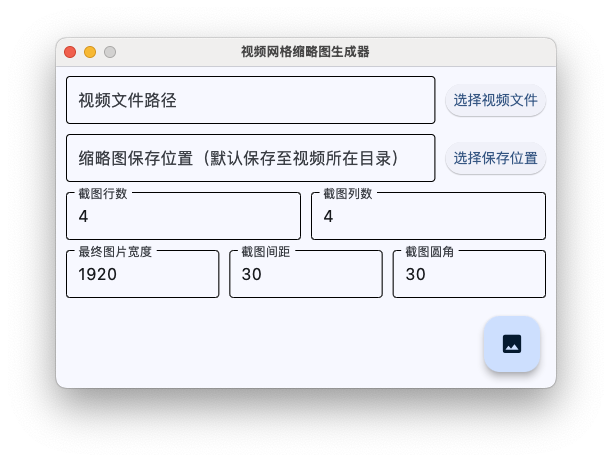 视频网格缩略图生成器
视频文件路径
选择视频文件
缩略图保存位置（默认保存至视频所在目录）
选择保存位置
截图行数
4
截图列数
4
最终图片宽度
1920
截图间距
30
截图圆角
30